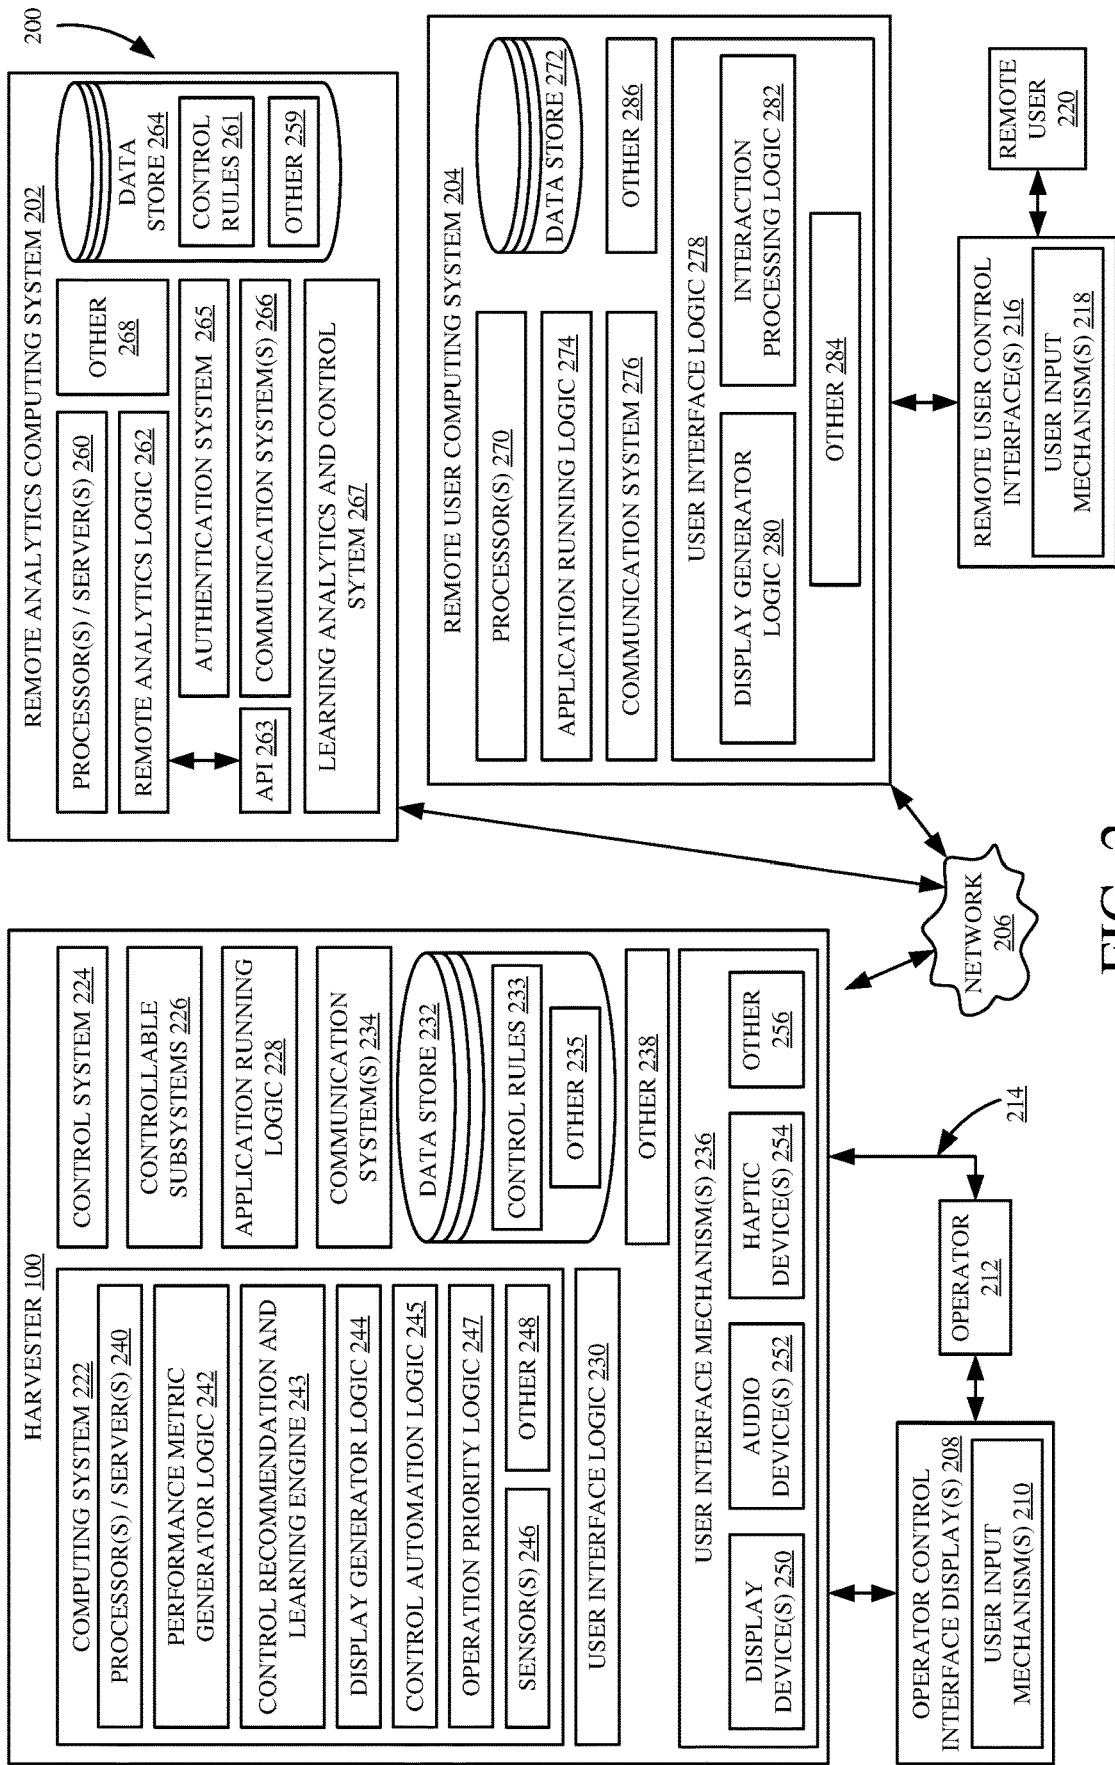 200
HARVESTER 100
COMPUTING SYSTEM 222
PROCESSOR(S) / SERVER(S) 240
PERFORMANCE METRIC
GENERATOR LOGIC 242
CONTROL RECOMMENDATION AND
LEARNING ENGINE 243
DISPLAY GENERATOR LOGIC 244
CONTROL AUTOMATION LOGIC 245
OPERATION PRIORITY LOGIC 247
SENSOR(S) 246
OTHER 248
USER INTERFACE LOGIC 230
CONTROL SYSTEM 224
CONTROLLABLE
SUBSYSTEMS 226
APPLICATION RUNNING
LOGIC 228
COMMUNICATION
SYSTEM(S) 234
DATA STORE 232
CONTROL RULES 233
OTHER 235
OTHER 238
USER INTERFACE MECHANISM(S) 236
DISPLAY
DEVICE(S) 250
AUDIO
DEVICE(S) 252
HAPTIC
DEVICE(S) 254
OTHER
256
OPERATOR CONTROL
INTERFACE DISPLAY(S) 208
USER INPUT
MECHANISM(S) 210
OPERATOR
212
214
NETWORK
206
REMOTE ANALYTICS COMPUTING SYSTEM 202
PROCESSOR(S) / SERVER(S) 260
REMOTE ANALYTICS LOGIC 262
OTHER
268
AUTHENTICATION SYSTEM 265
API 263
COMMUNICATION SYSTEM(S) 266
LEARNING ANALYTICS AND CONTROL
SYTEM 267
DATA
STORE 264
CONTROL
RULES 261
OTHER 259
REMOTE USER COMPUTING SYSTEM 204
PROCESSOR(S) 270
APPLICATION RUNNING LOGIC 274
COMMUNICATION SYSTEM 276
DATA STORE 272
OTHER 286
USER INTERFACE LOGIC 278
DISPLAY GENERATOR
LOGIC 280
INTERACTION
PROCESSING LOGIC 282
OTHER 284
REMOTE USER CONTROL
INTERFACE(S) 216
USER INPUT
MECHANISM(S) 218
REMOTE
USER
220
FIG.